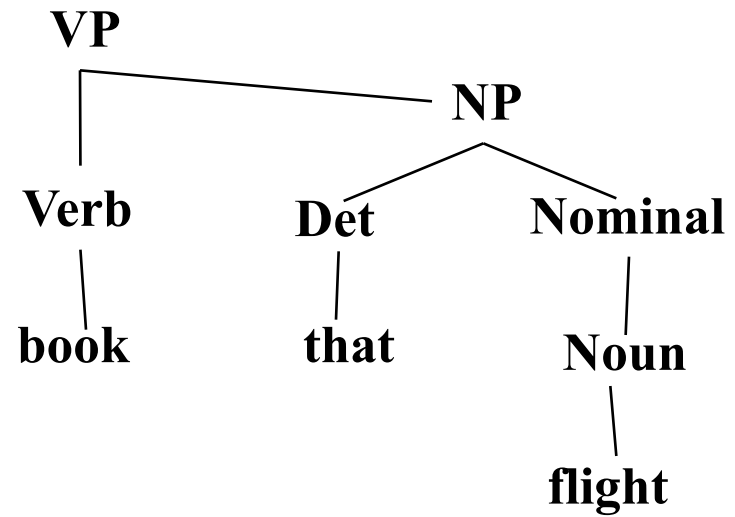 VP
NP
Verb
Det
Nominal
book
that
Noun
flight